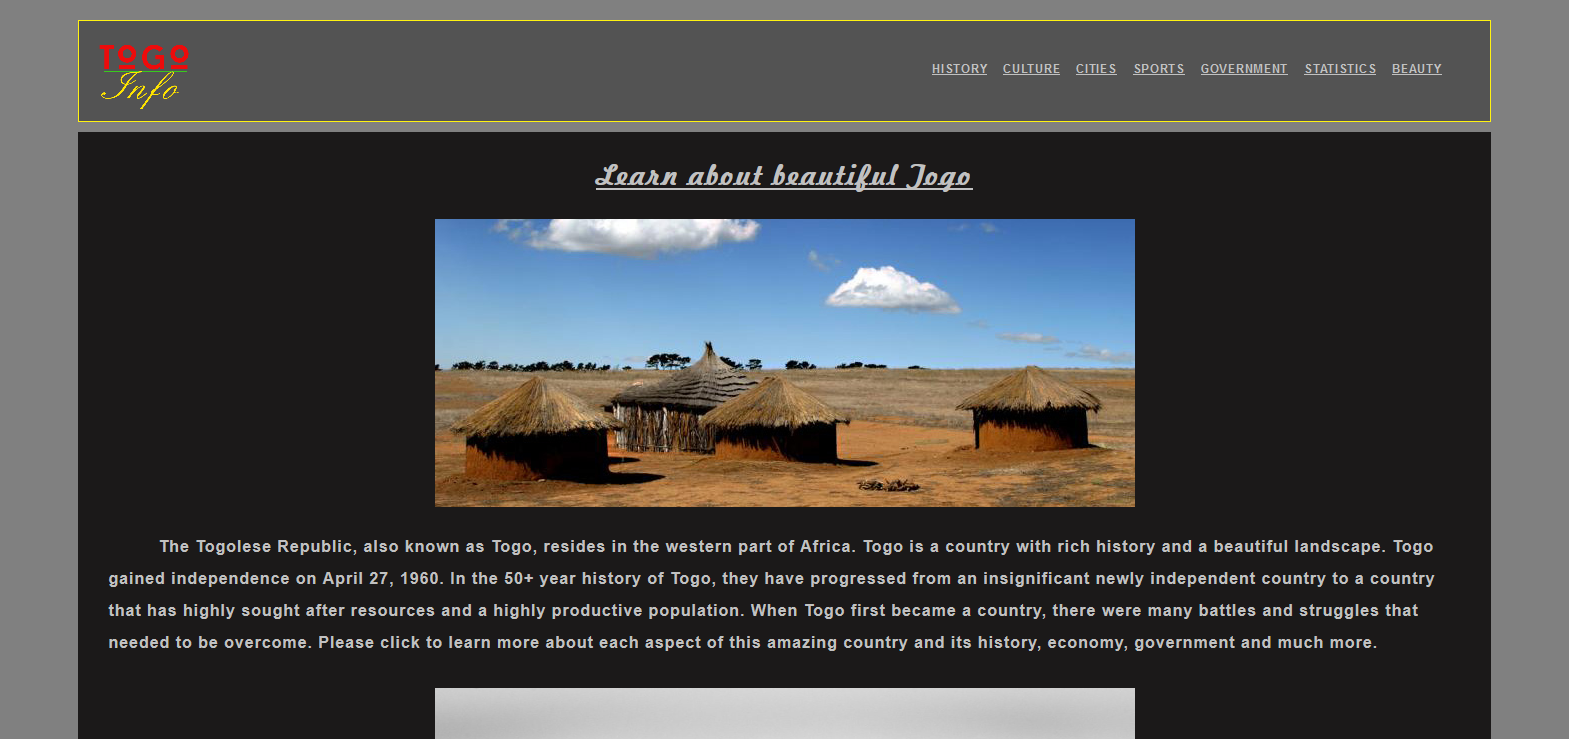 TOGO
Info
HISTORY CULTURE CITIES SPORTS GOVERNMENT STATISTICS BEAUTY
Learn about beautiful Togo
The Togolese Republic, also known as Togo, resides in the western part of Africa. Togo is a country with rich history and a beautiful landscape. Togo
gained independence on April 27, 1960. In the 50+ year history of Togo, they have progressed from an insignificant newly independent country to a country
that has highly sought after resources and a highly productive population. When Togo first became a country, there were many battles and struggles that
needed to be overcome. Please click to learn more about each aspect of this amazing country and its history, economy, government and much more.